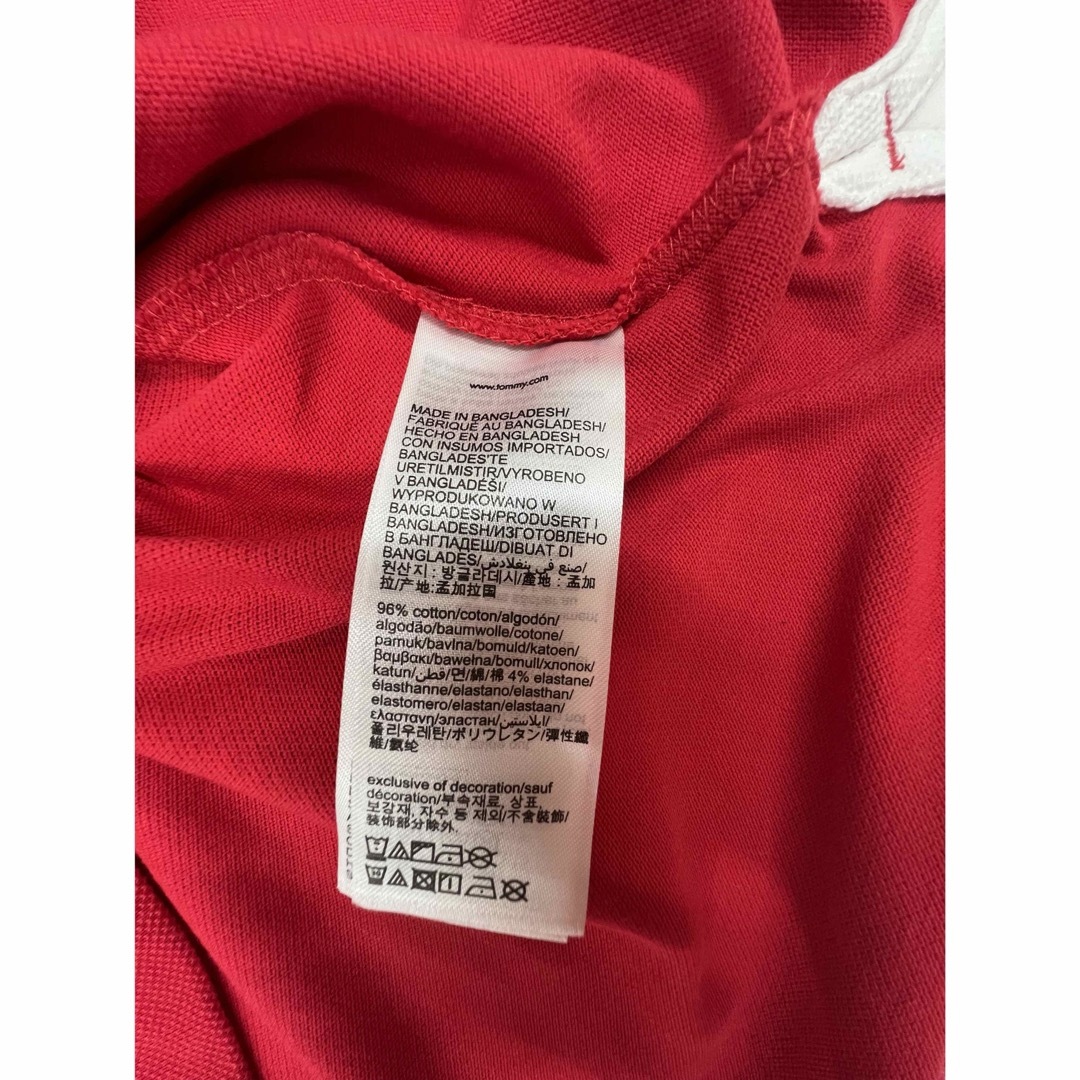 www.tommy.com
MADE IN BANGLADESH/
FABRIQUÉ AU BANGLADESH/
HECHO EN BANGLADESH
CON INSUMOS IMPORTADOS/
BANGLADES'TE
URETILMISTIR/VYROBENO
V BANGLADÉŠI/
WYPRODUKOWANO W
BANGLADESH/PRODUSERT I
BANGLADESH/ИЗГОТОВЛЕНО
В БАНГЛАДЕШ/DIBUAT DI
BANGLADES/صنع في بنغلادش/
원산지 : 방글라데시/產地 : 孟加
拉/产地:孟加拉国
96% cotton/coton/algodón/
algodão/baumwolle/cotone/
pamuk/bavlna/bomuld/katoen/
βαμβακι/bawełna/bomull/хлопок/
katun/قطن/면/綿/棉 4% elastane/
élasthanne/elastano/elasthan/
elastomero/elastan/elastaan/
ελαστανη/эластан/ايلاستين/
폴리우레탄/ポリウレタン/彈性纖
維/氨纶
exclusive of decoration/sauf
décoration/부속재료, 상표,
보강재, 자수 등 제외/不含裝飾/
装饰部分除外.